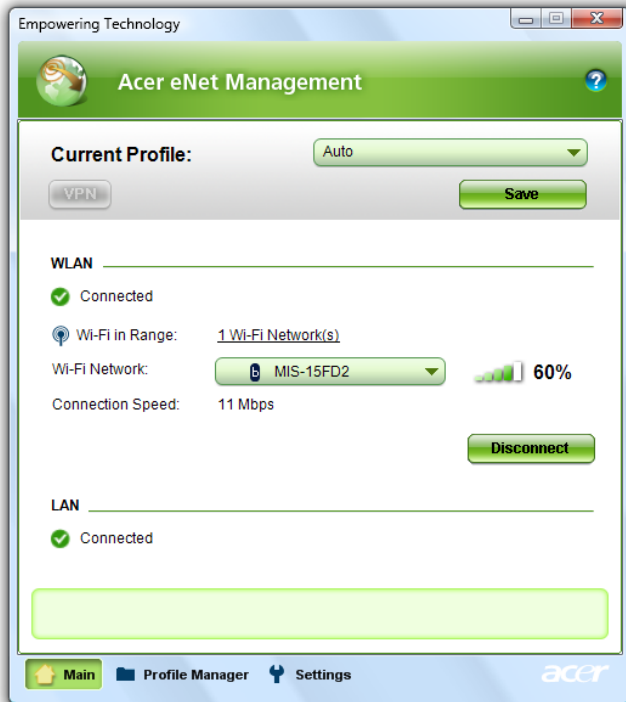 Empowering Technology
Acer eNet Management
?
Current Profile:
Auto
VPN
Save
WLAN
Connected
Wi-Fi in Range:
1 Wi-Fi Network(s)
Wi-Fi Network:
b MIS-15FD2
60%
Connection Speed:
11 Mbps
Disconnect
LAN
Connected
Main
Profile Manager
Settings
acer